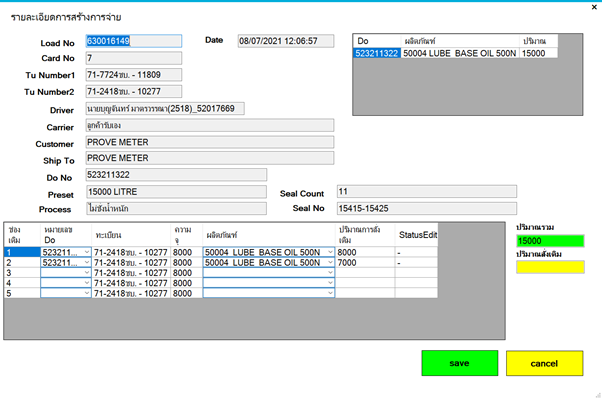 รายละเอียดการสร้างการจ่าย
Load No 630016149 Date 08/07/2021 12:06:57
Card No 7
Tu Number1 71-7724ชบ. - 11809
Tu Number2 71-2418ชบ. - 10277
Driver นายบุญจันทร์ มาตรวรรณา(2518)_52017669
Carrier ลูกค้ารับเอง
Customer PROVE METER
Ship To PROVE METER
Do No 523211322
Preset 15000 LITRE Seal Count 11
Process ไม่ชั่งน้ำหนัก Seal No 15415-15425
Do ผลิตภัณฑ์ ปริมาณ
523211322 50004 LUBE BASE OIL 500N 15000
ช่องเติม หมายเลข Do ทะเบียน ความจุ ผลิตภัณฑ์ ปริมาณการสั่งเติม StatusEdit
1 523211... 71-2418ชบ. - 10277 8000 50004 LUBE BASE OIL 500N 8000 -
2 523211... 71-2418ชบ. - 10277 8000 50004 LUBE BASE OIL 500N 7000 -
3 71-2418ชบ. - 10277 8000
4 71-2418ชบ. - 10277 8000
5 71-2418ชบ. - 10277 8000
ปริมาณรวม
15000
ปริมาณสั่งเติม
save cancel